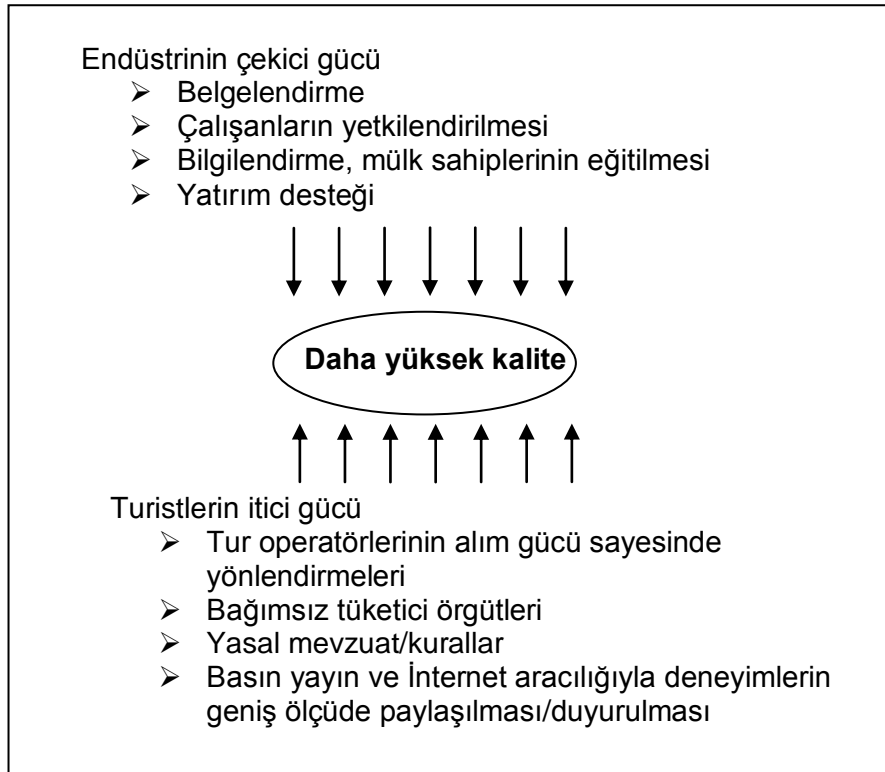 Endüstrinin çekici gücü
➢ Belgelendirme
➢ Çalışanların yetkilendirilmesi
➢ Bilgilendirme, mülk sahiplerinin eğitilmesi
➢ Yatırım desteği
Daha yüksek kalite
Turistlerin itici gücü
➢ Tur operatörlerinin alım gücü sayesinde
yönlendirmeleri
➢ Bağımsız tüketici örgütleri
➢ Yasal mevzuat/kurallar
➢ Basın yayın ve İnternet aracılığıyla deneyimlerin
geniş ölçüde paylaşılması/duyurulması